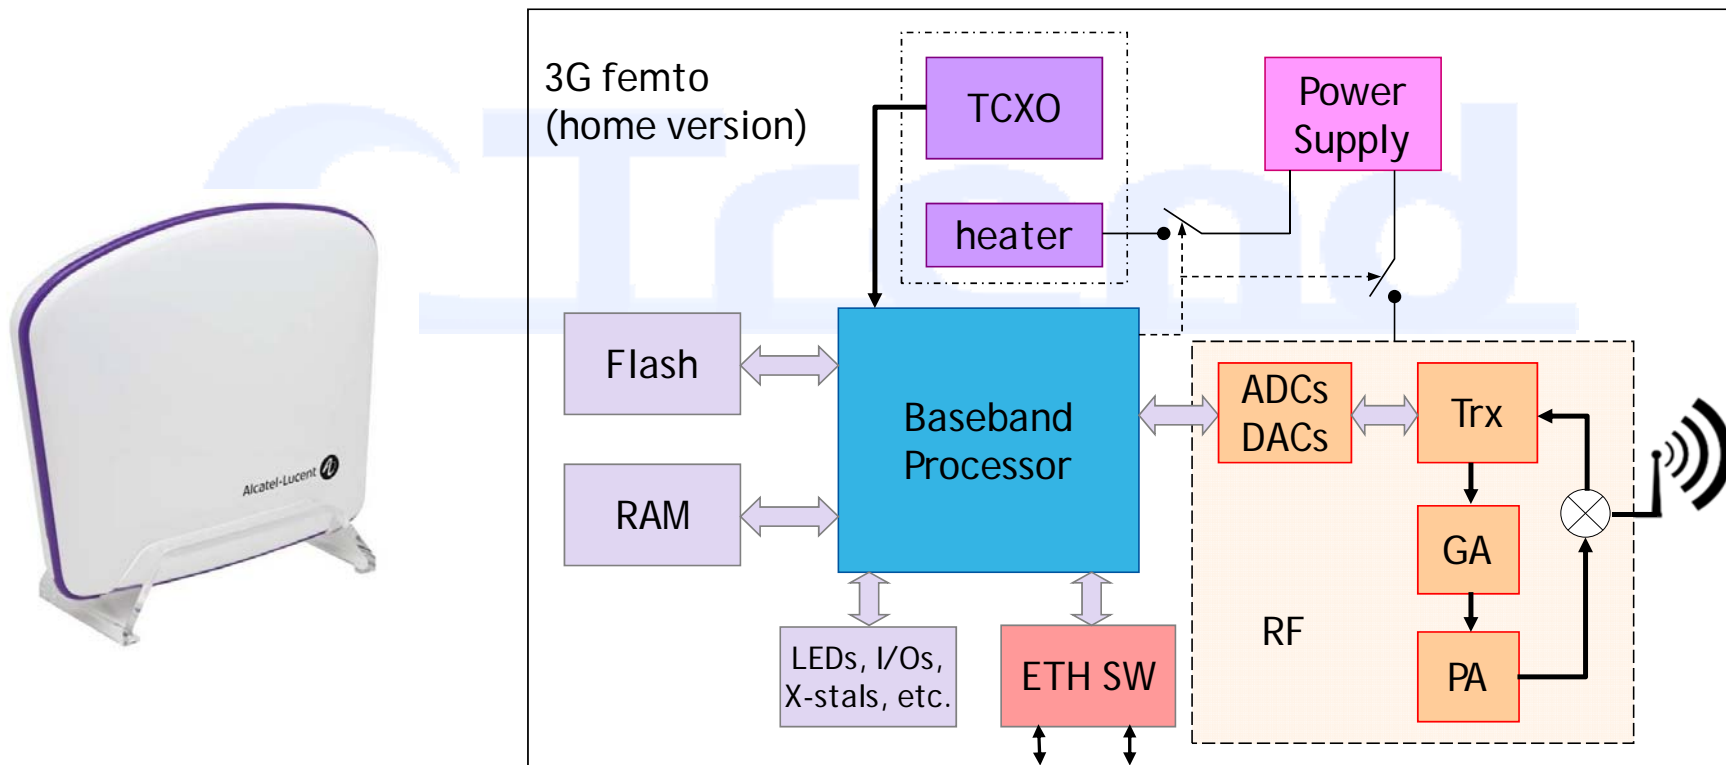 3G femto
(home version)
TCXO
heater
Power
Supply
Flash
RAM
Baseband
Processor
ADCs
DACs
Trx
GA
PA
RF
LEDs, I/Os,
X-stals, etc.
ETH SW
Alcatel-Lucent
Trend